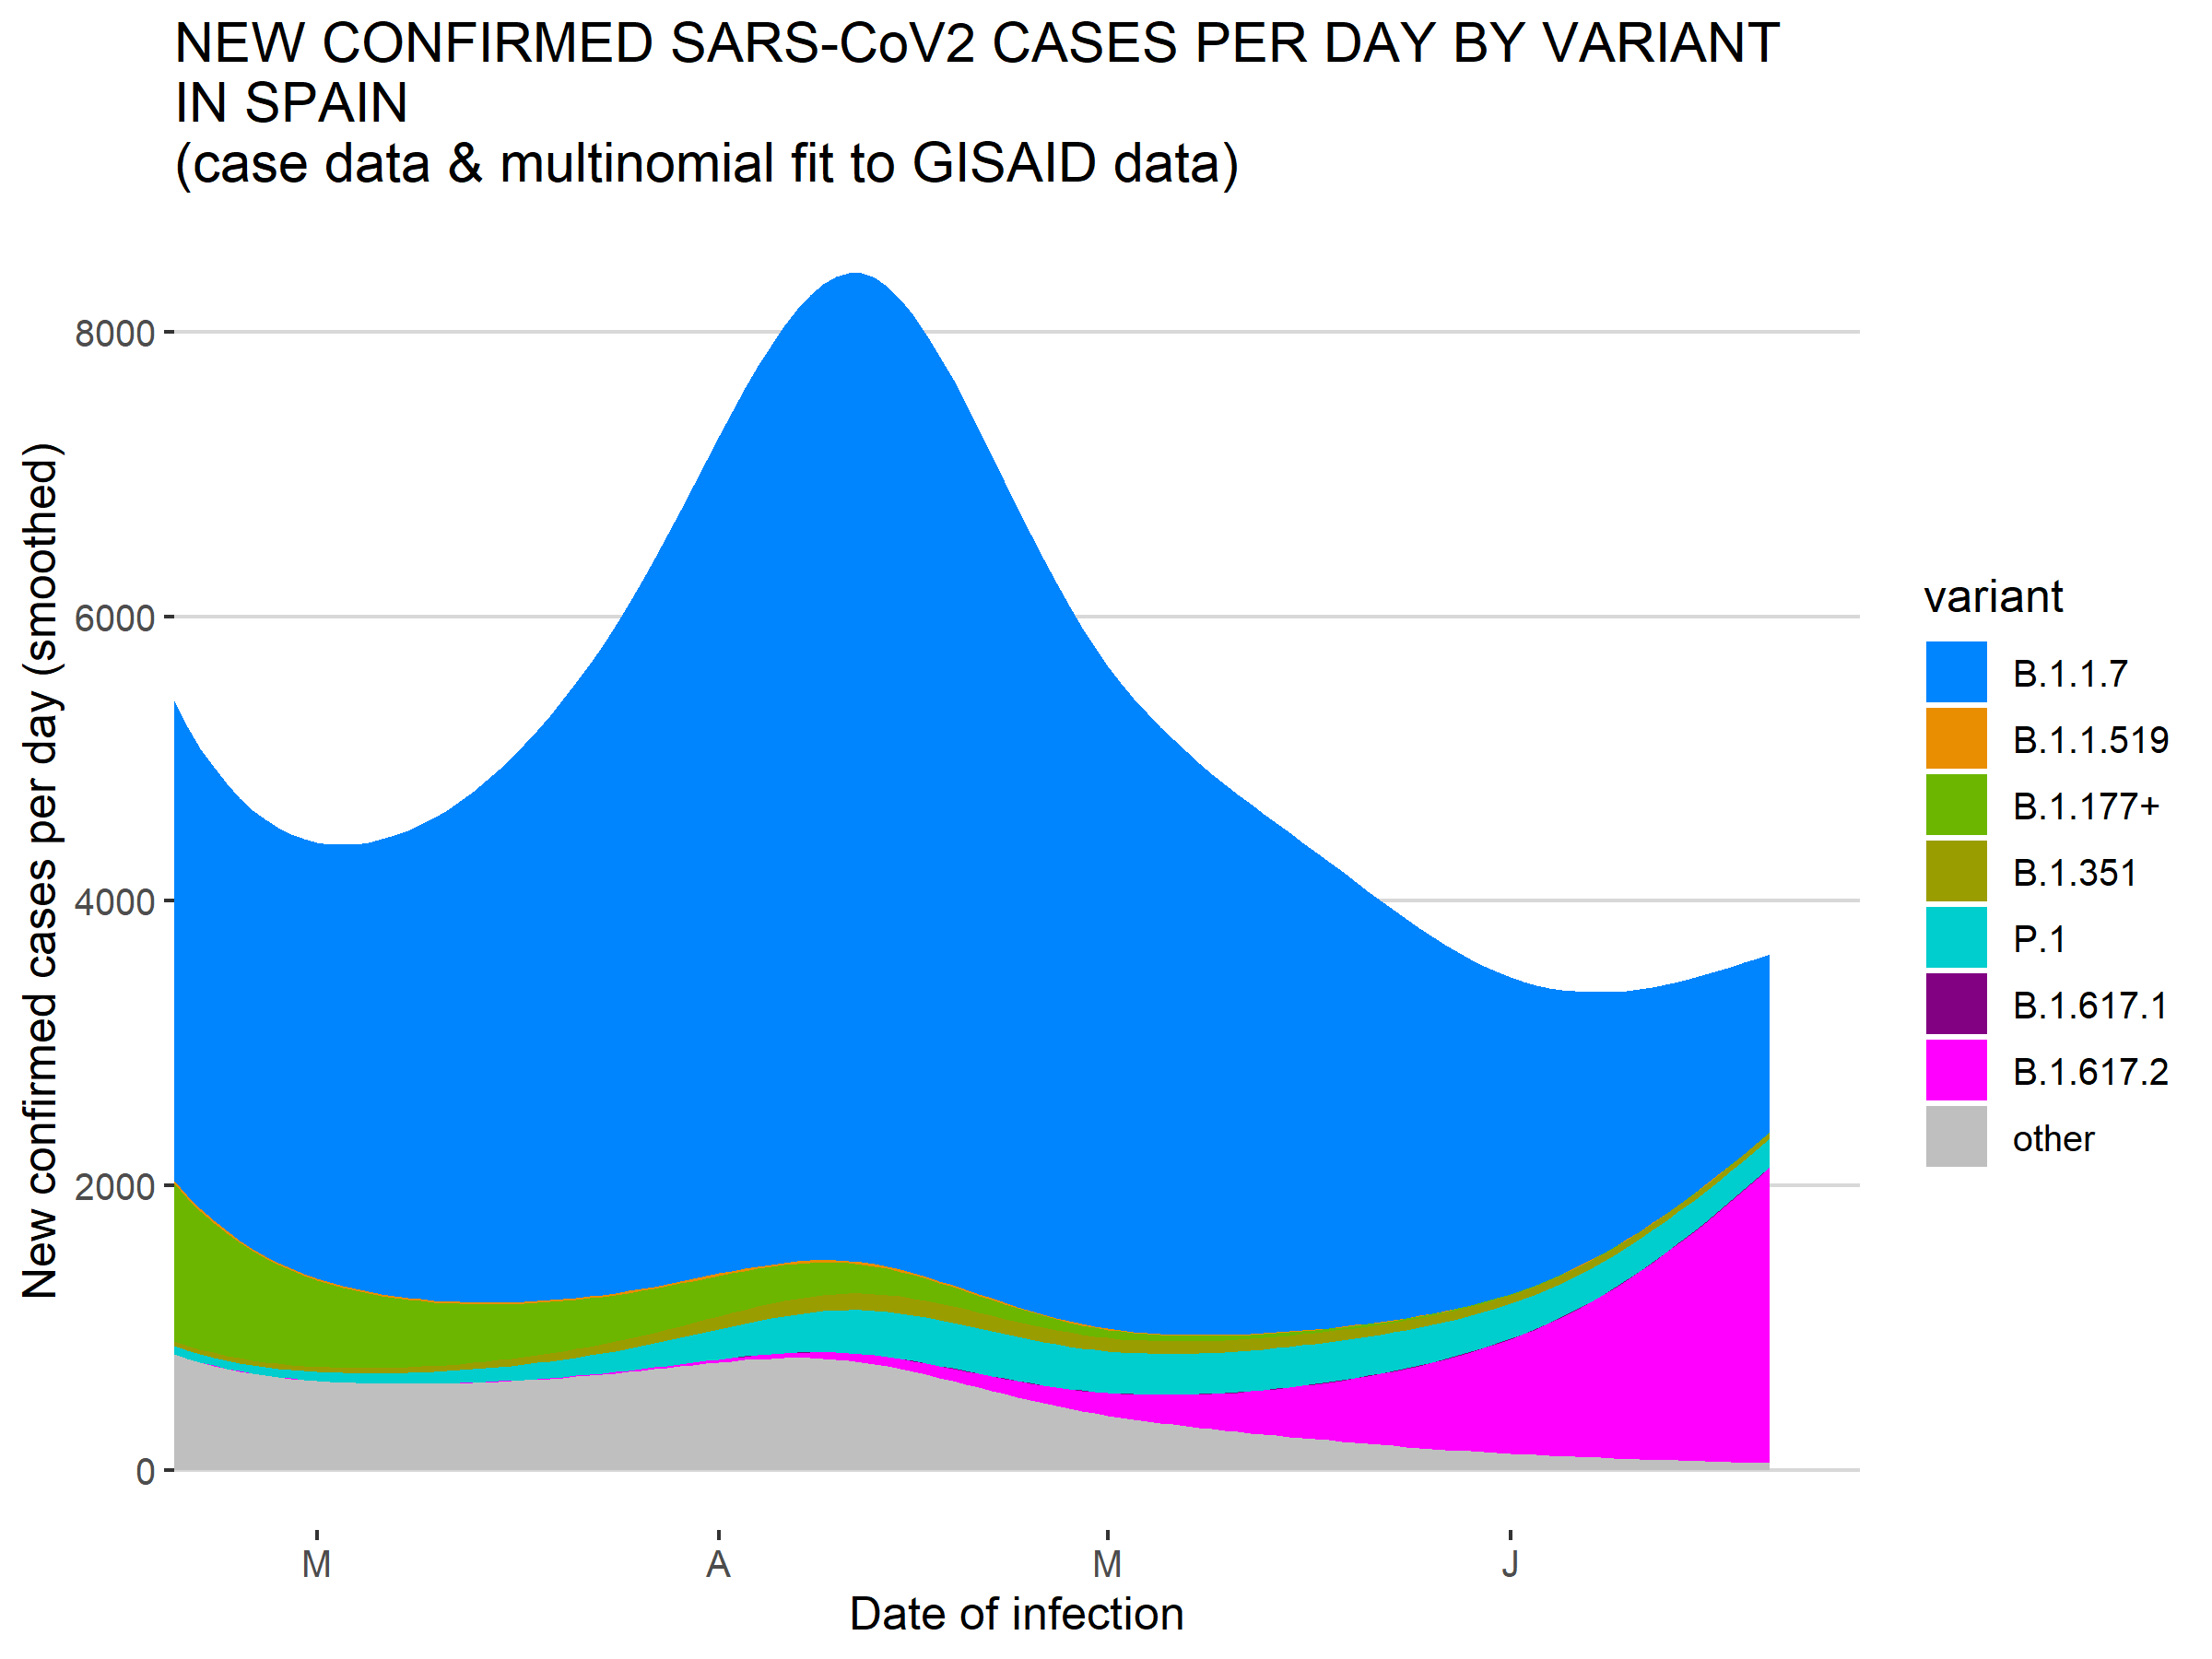 NEW CONFIRMED SARS-CoV2 CASES PER DAY BY VARIANT
IN SPAIN
(case data & multinomial fit to GISAID data)
New confirmed cases per day (smoothed)
8000
6000
4000
2000
0
M
A
M
J
Date of infection
variant
B.1.1.7
B.1.1.519
B.1.177+
B.1.351
P.1
B.1.617.1
B.1.617.2
other